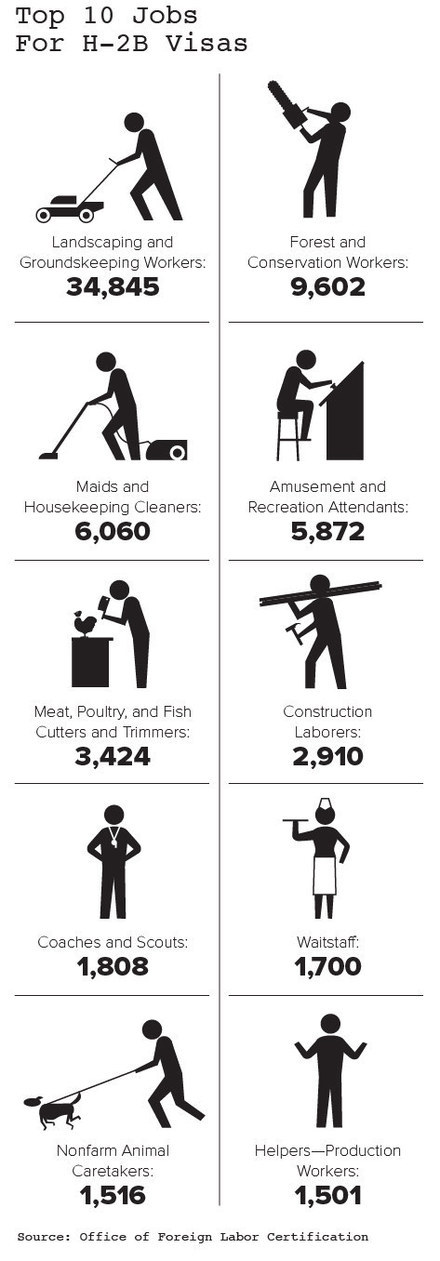 Top 10 Jobs
For H-2B Visas
Landscaping and
Groundskeeping Workers:
34,845
Forest and
Conservation Workers:
9,602
Maids and
Housekeeping Cleaners:
6,060
Amusement and
Recreation Attendants:
5,872
Meat, Poultry, and Fish
Cutters and Trimmers:
3,424
Construction
Laborers:
2,910
Coaches and Scouts:
1,808
Waitstaff:
1,700
Nonfarm Animal
Caretakers:
1,516
Helpers—Production
Workers:
1,501
Source: Office of Foreign Labor Certification